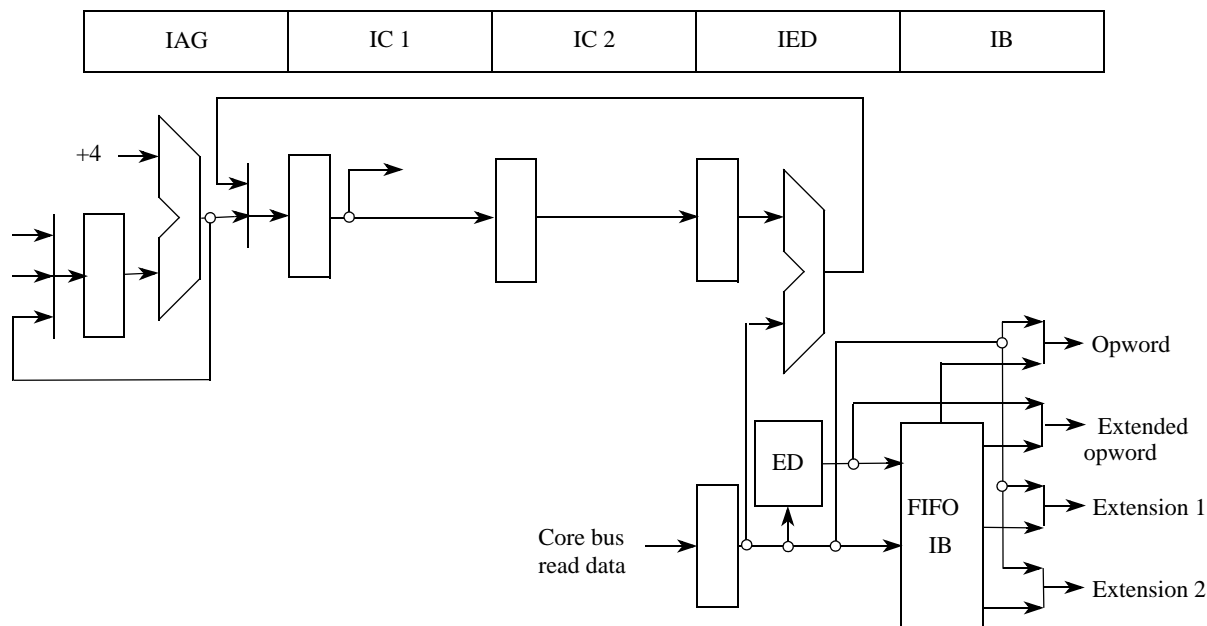 IAG
IC 1
IC 2
IED
IB
+4
Opword
Extended
opword
ED
FIFO
IB
Extension 1
Core bus
read data
Extension 2